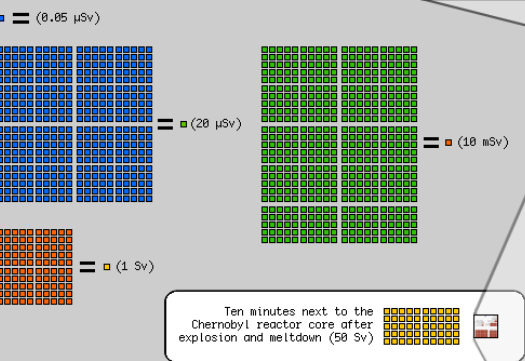 = (0.05 µSv)
= (20 µSv)
= (10 mSv)
= (1 Sv)
Ten minutes next to the
Chernobyl reactor core after
explosion and meltdown (50 Sv)